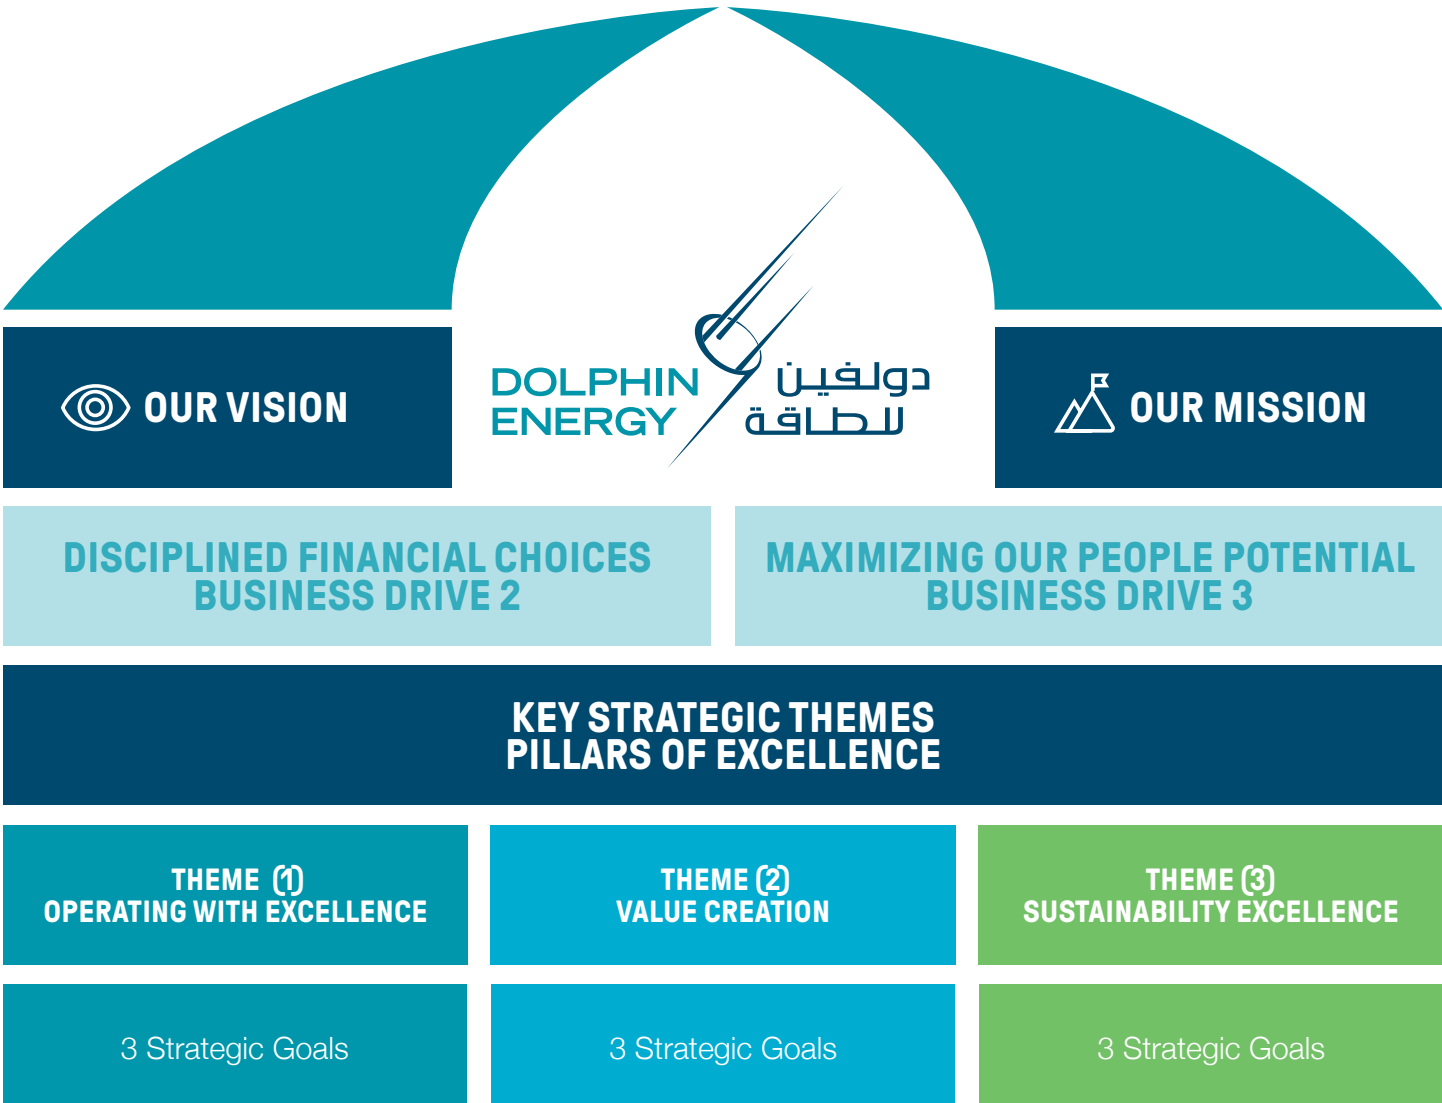 OUR VISION
DOLPHIN
ENERGY
دولفين
للطاقة
OUR MISSION
DISCIPLINED FINANCIAL CHOICES
BUSINESS DRIVE 2
MAXIMIZING OUR PEOPLE POTENTIAL
BUSINESS DRIVE 3
KEY STRATEGIC THEMES
PILLARS OF EXCELLENCE
THEME (1)
OPERATING WITH EXCELLENCE
THEME (2)
VALUE CREATION
THEME (3)
SUSTAINABILITY EXCELLENCE
3 Strategic Goals
3 Strategic Goals
3 Strategic Goals